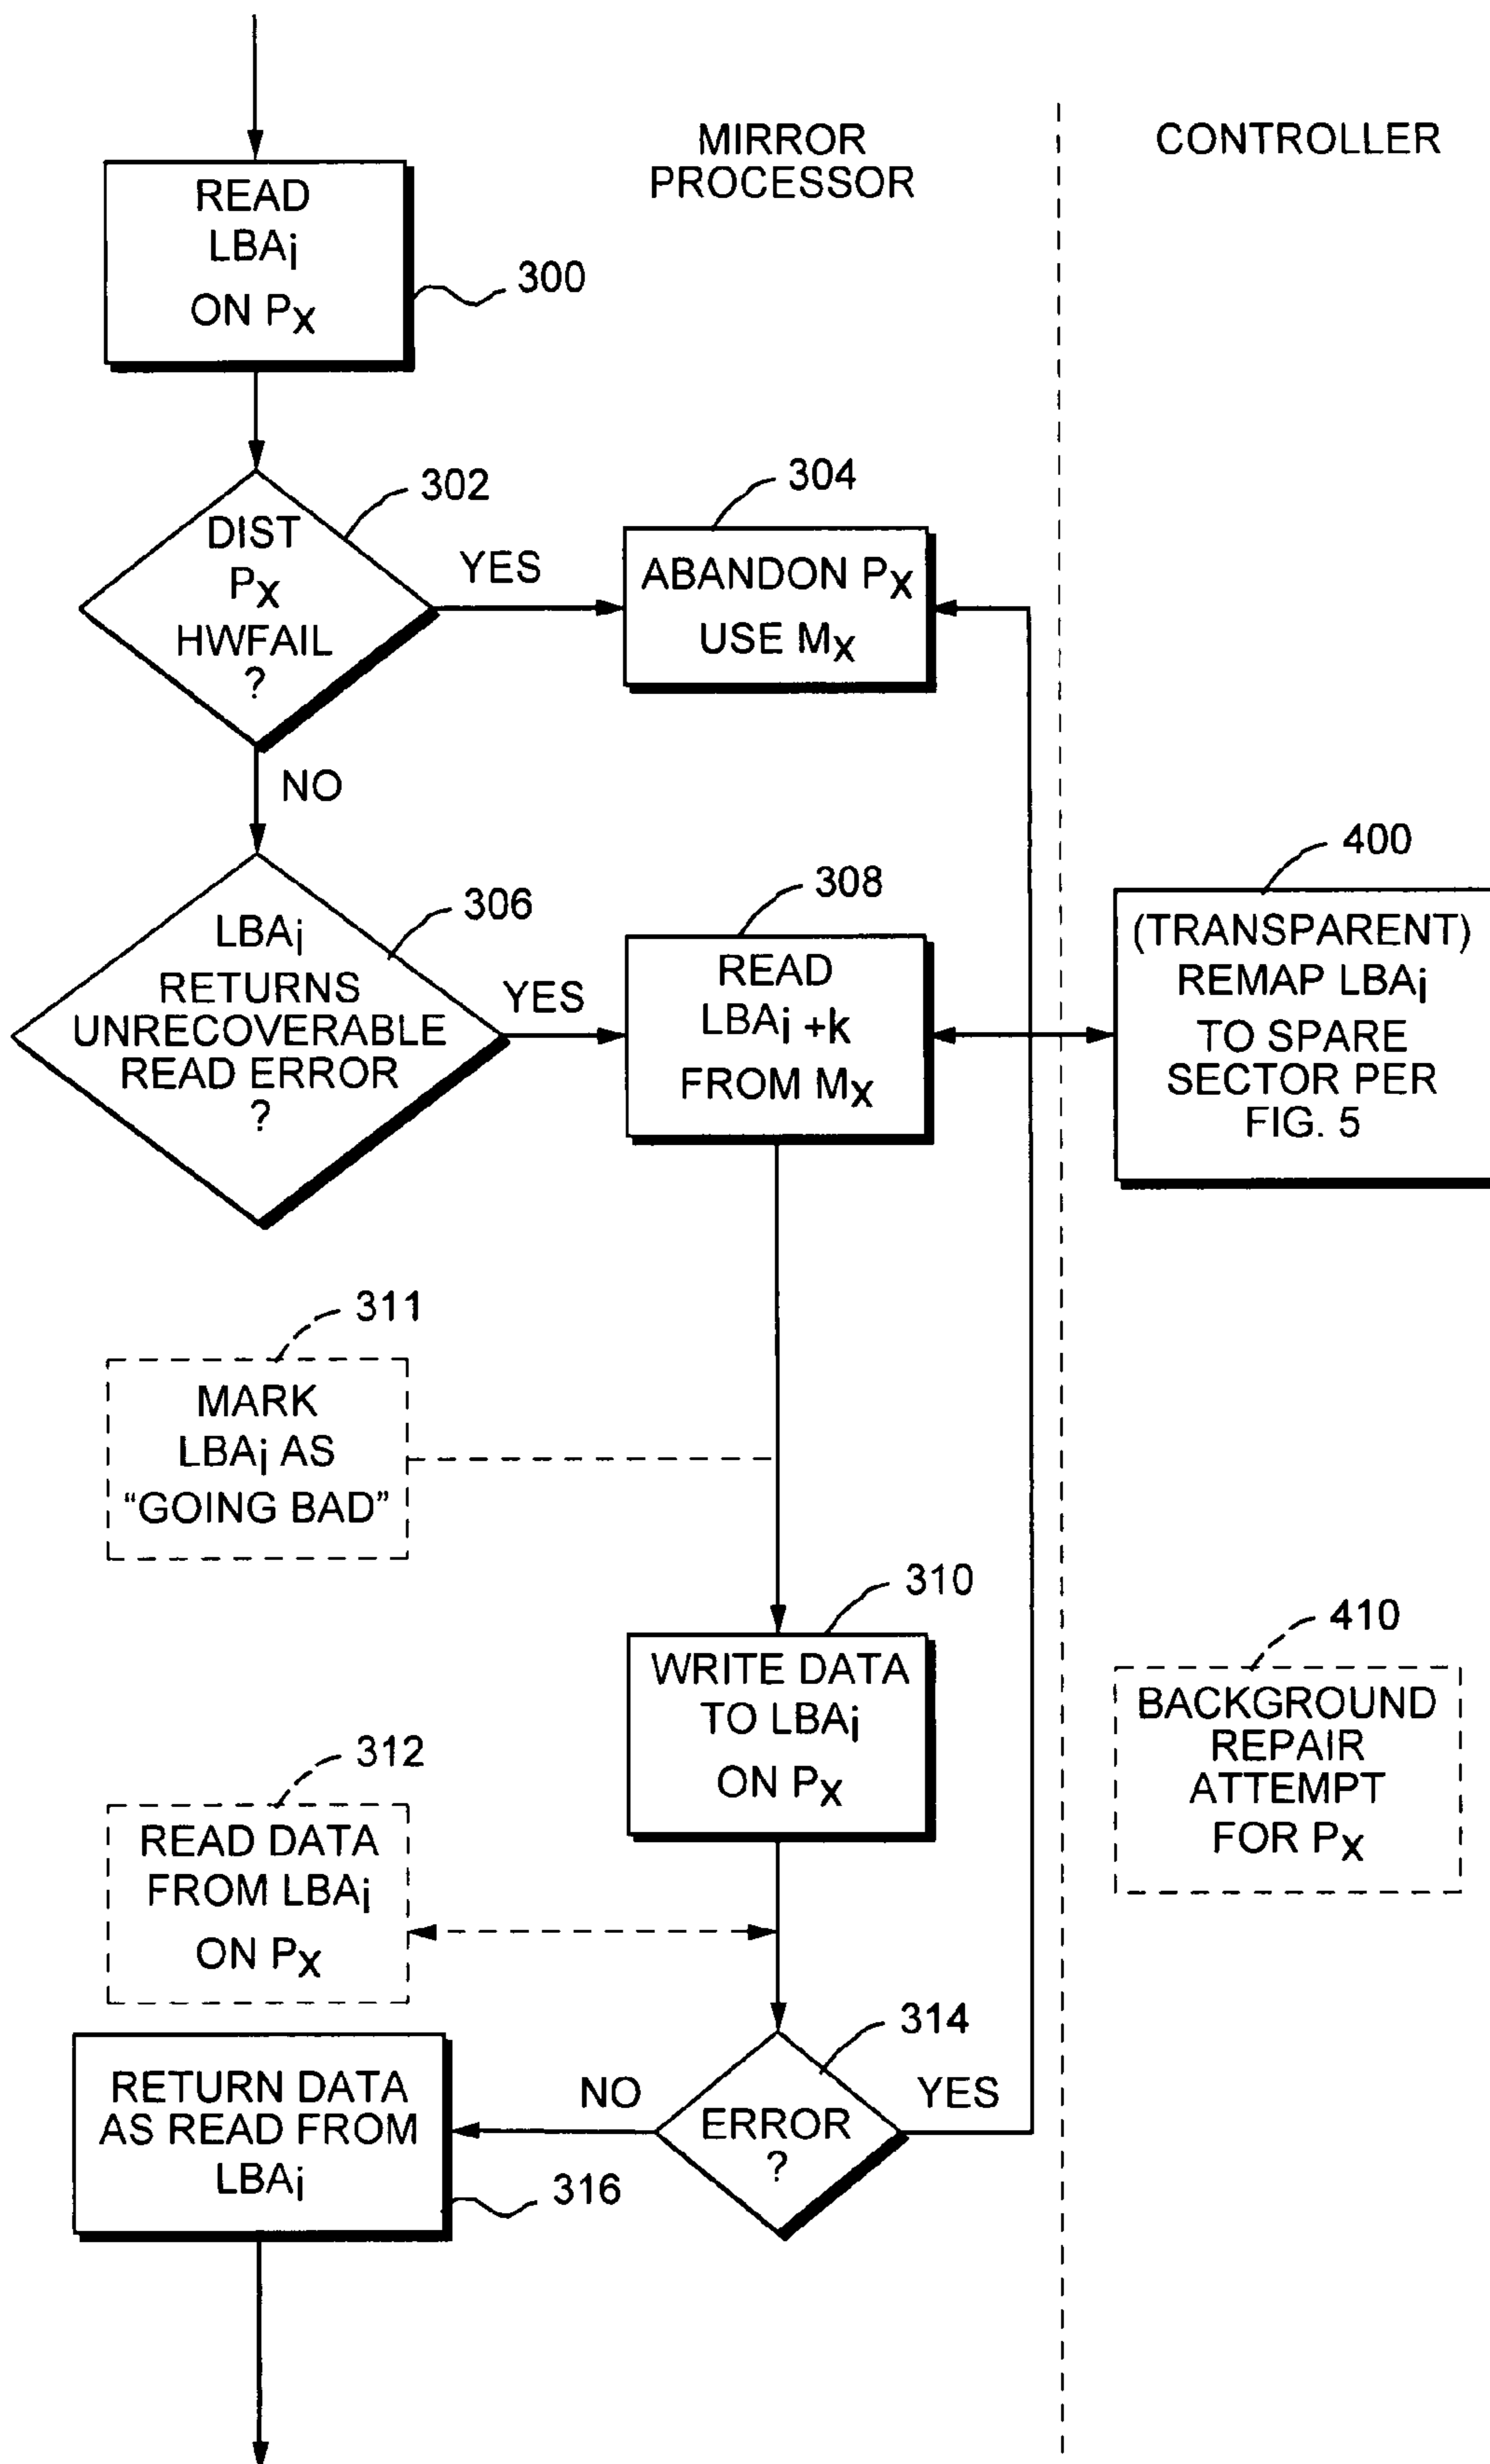 MIRROR
PROCESSOR
CONTROLLER
READ
LBAi
ON PX
300
DIST
PX
HWFAIL
?
302
YES
NO
304
ABANDON PX
USE MX
306
LBAi
RETURNS
UNRECOVERABLE
READ ERROR
?
YES
308
READ
LBAi +k
FROM MX
400
(TRANSPARENT)
REMAP LBAi
TO SPARE
SECTOR PER
FIG. 5
311
MARK
LBAi AS
“GOING BAD”
310
WRITE DATA
TO LBAi
ON PX
410
BACKGROUND
REPAIR
ATTEMPT
FOR PX
312
READ DATA
FROM LBAi
ON PX
314
ERROR
?
NO
YES
RETURN DATA
AS READ FROM
LBAi
316